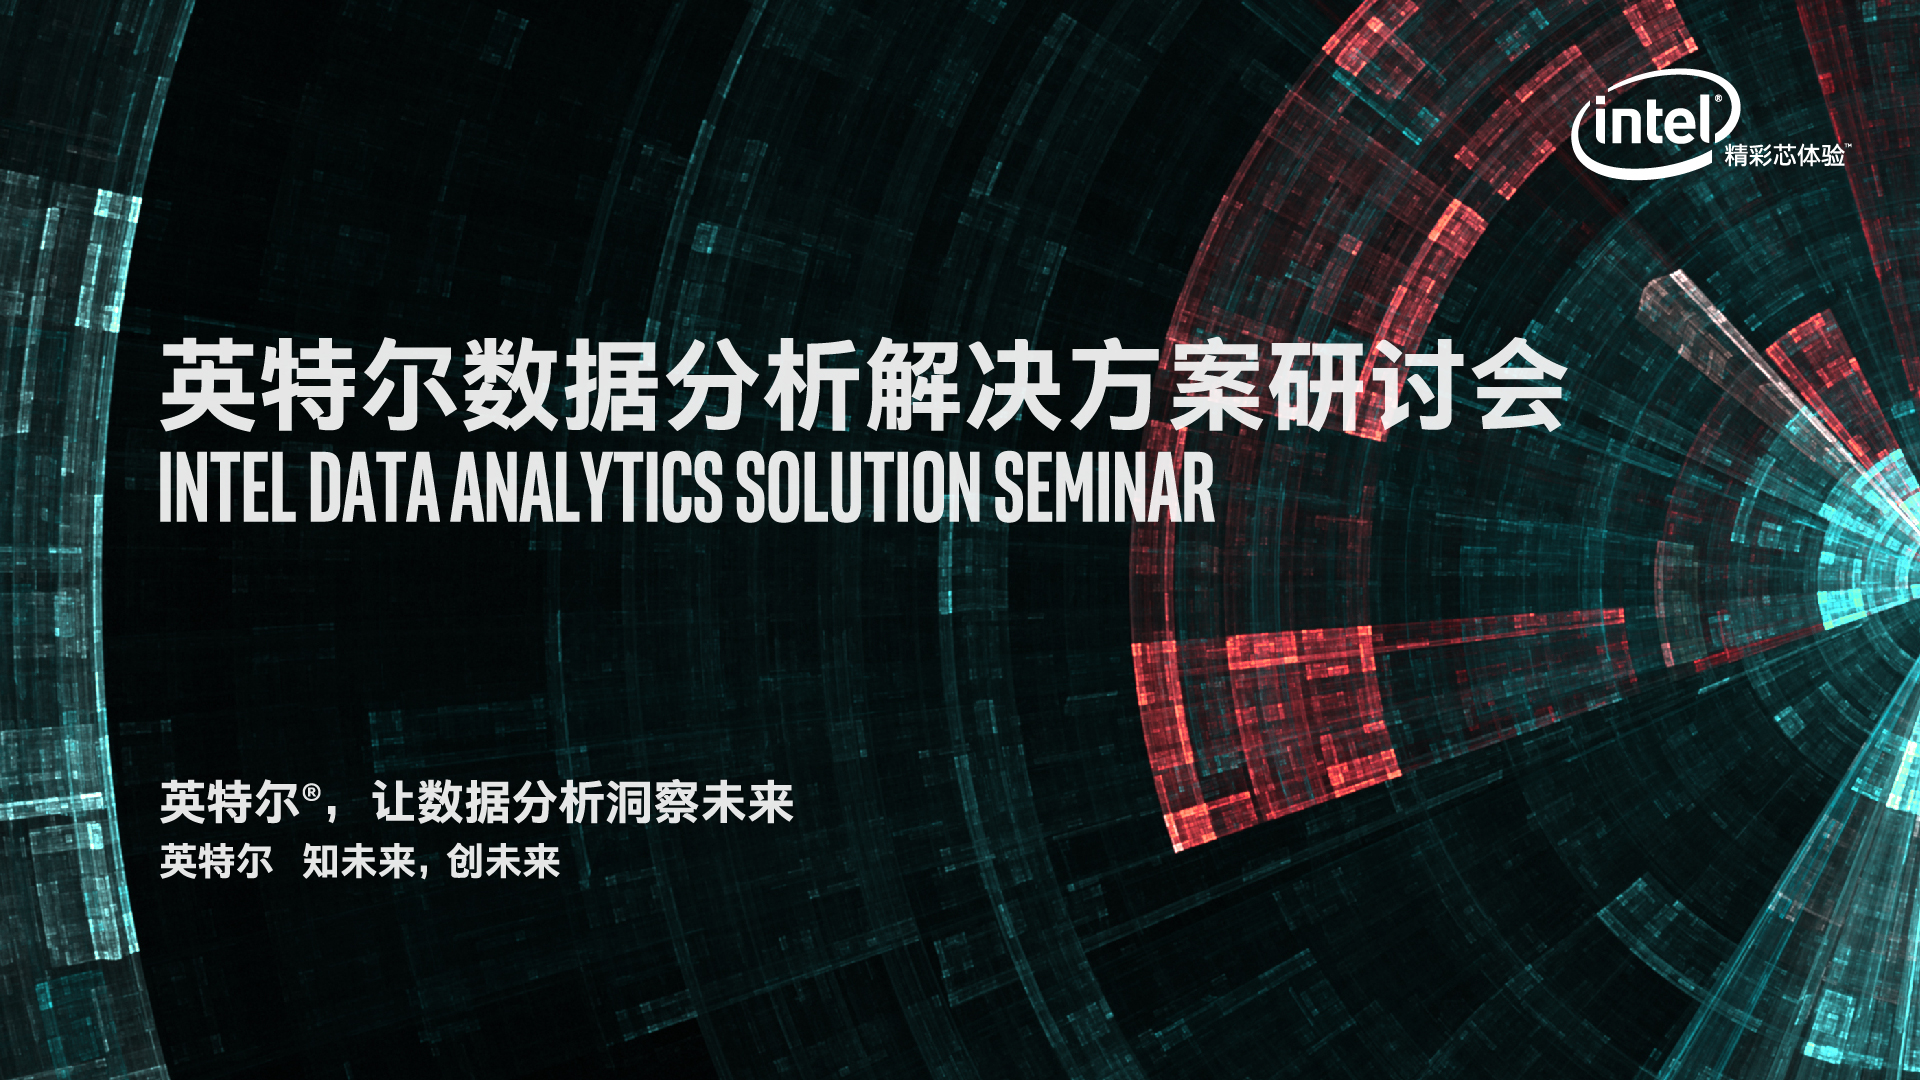 intel®
精彩芯体验™
英特尔数据分析解决方案研讨会
INTEL DATA ANALYTICS SOLUTION SEMINAR
英特尔®，让数据分析洞察未来
英特尔 知未来，创未来